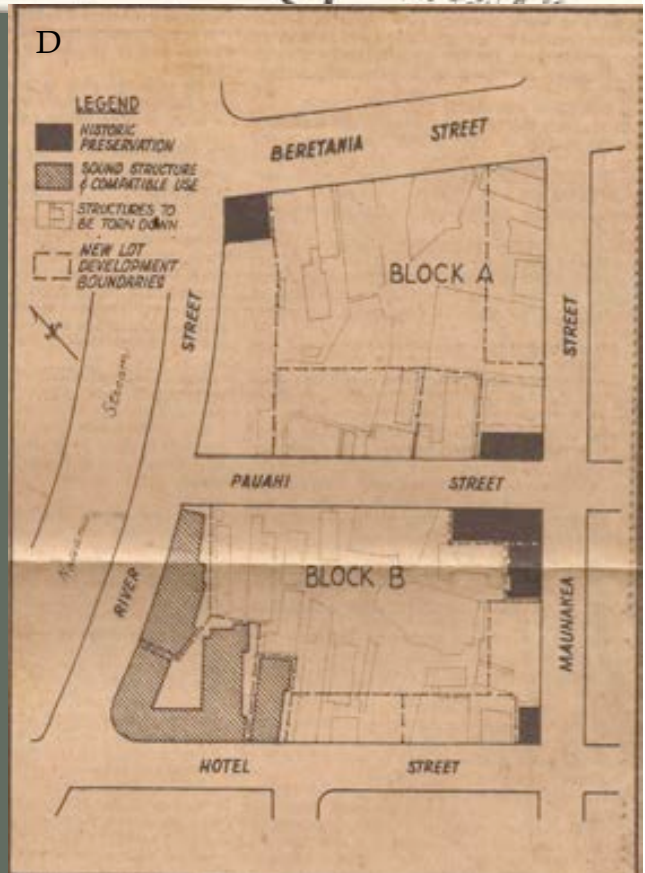 D
LEGEND
HISTORIC
PRESERVATION
SOUND STRUCTURE
& COMPATIBLE USE
STRUCTURES TO
BE TORN DOWN
NEW LOT
DEVELOPMENT
BOUNDARIES
BERETANIA STREET
BLOCK A
STREET
STREET
Stream
PAUAHI STREET
BLOCK B
RIVER
MAUNAKEA
HOTEL STREET